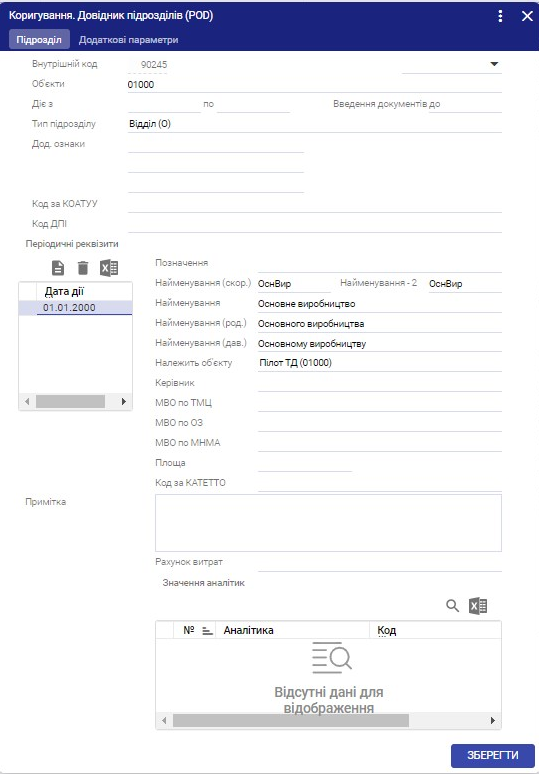 Коригування. Довідник підрозділів (POD)
Підрозділ Додаткові параметри
Внутрішній код 90245
Об'єкти 01000
Діє з по Введення документів до
Тип підрозділу Відділ (О)
Дод. ознаки
Код за КОАТУУ
Код ДПІ
Періодичні реквізити
Позначення
Дата дії
01.01.2000
Найменування (скор.) ОснВир Найменування - 2 ОснВир
Найменування Основне виробництво
Найменування (род.) Основного виробництва
Найменування (дав.) Основному виробництву
Належить об'єкту Пілот ТД (01000)
Керівник
МВО по ТМЦ
МВО по ОЗ
МВО по МНМА
Площа
Код за КАТЕТТО
Примітка
Рахунок витрат
Значення аналітик
№ Аналітика Код
Відсутні дані для
відображення
ЗБЕРЕГТИ